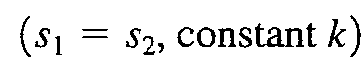 (s₁ = s₂, constant k)